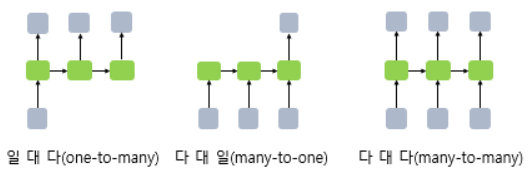 일 대 다(one-to-many) 다 대 일(many-to-one) 다 대 다(many-to-many)